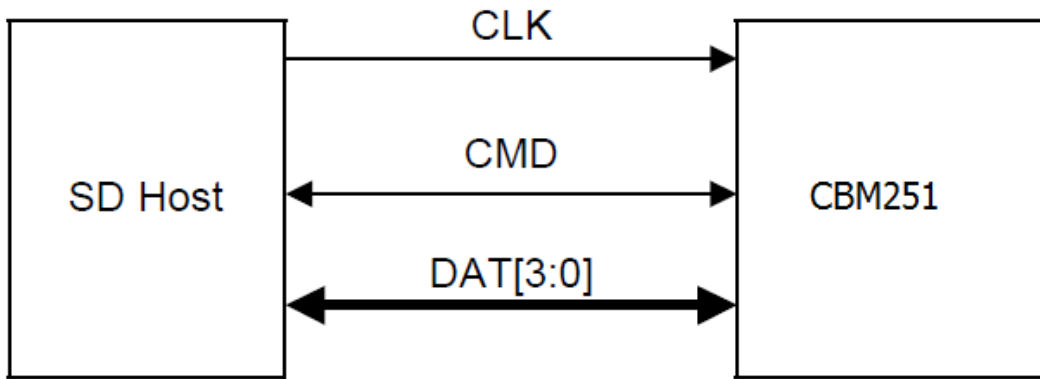 CLK
CMD
SD Host
CBM251
DAT[3:0]